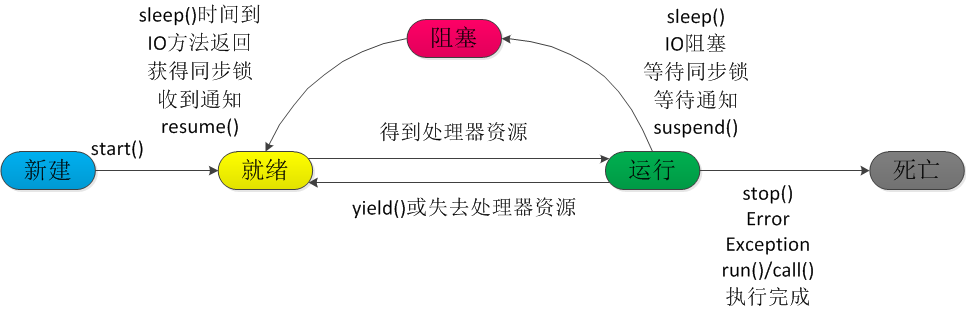 sleep()时间到
IO方法返回
获得同步锁
收到通知
resume()
阻塞
sleep()
IO阻塞
等待同步锁
等待通知
suspend()
新建
start()
就绪
得到处理器资源
yield()或失去处理器资源
运行
死亡
stop()
Error
Exception
run()/call()
执行完成